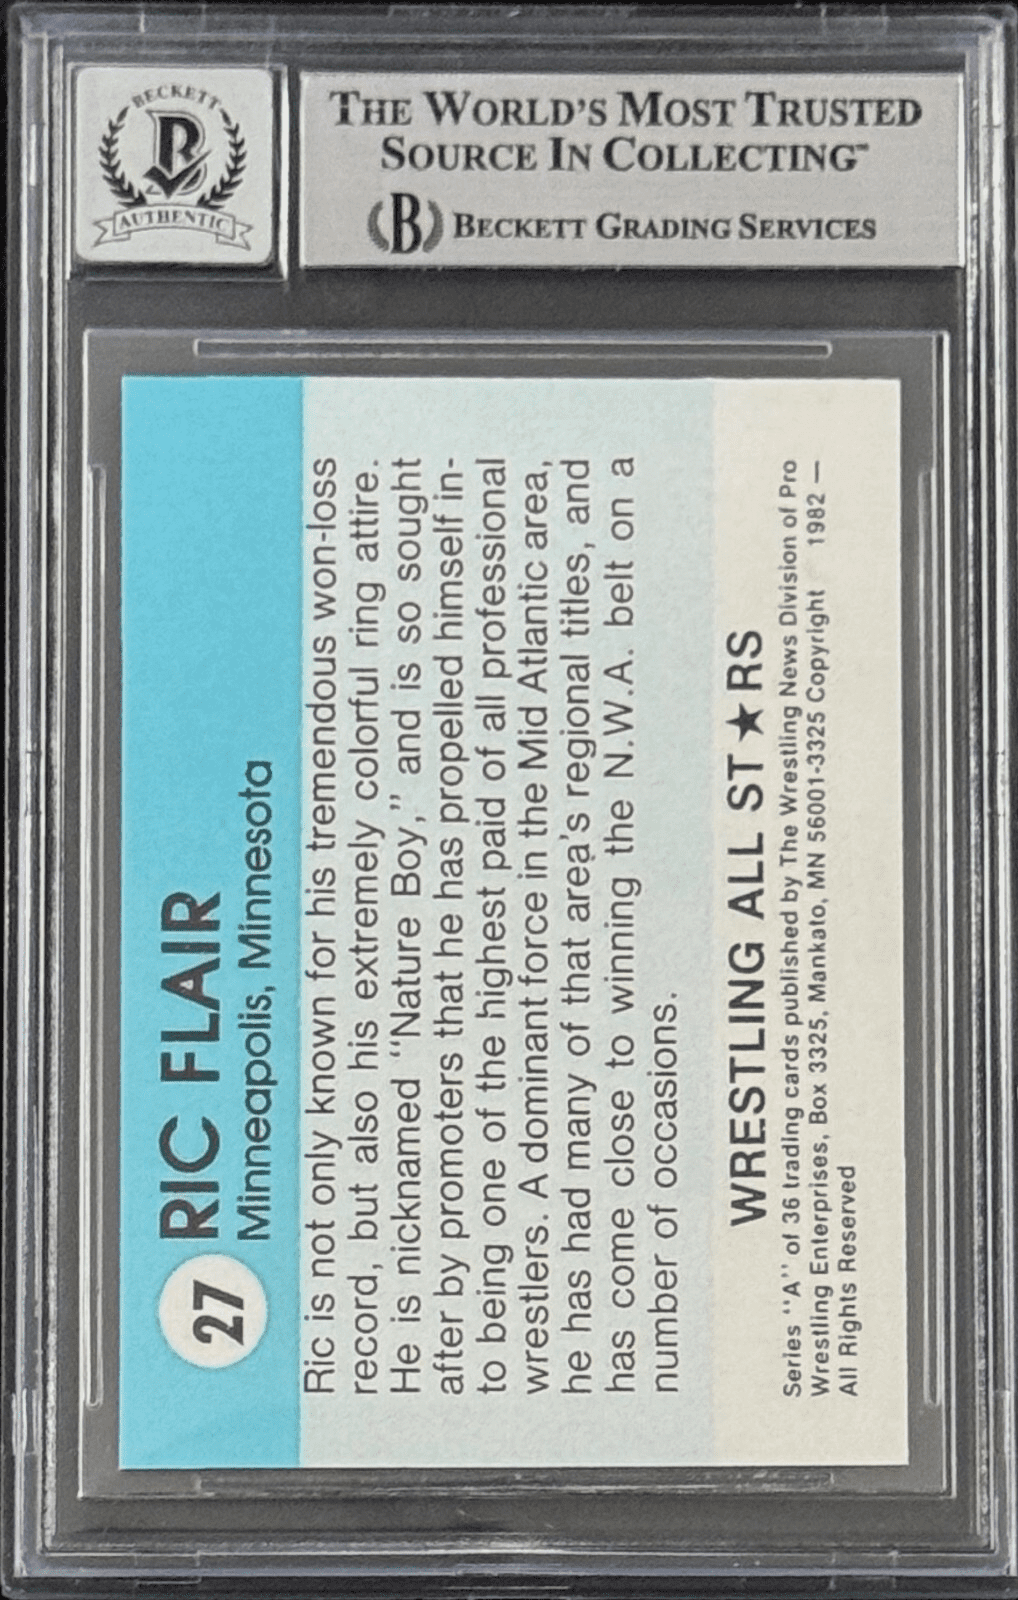 BECKETT
AUTHENTIC
THE WORLD'S MOST TRUSTED
SOURCE IN COLLECTING™
B BECKETT GRADING SERVICES
27
RIC FLAIR
Minneapolis, Minnesota
Ric is not only known for his tremendous won-loss
record, but also his extremely colorful ring attire.
He is nicknamed "Nature Boy," and is so sought
after by promoters that he has propelled himself in-
to being one of the highest paid of all professional
wrestlers. A dominant force in the Mid Atlantic area,
he has had many of that area's regional titles, and
has come close to winning the N.W.A. belt on a
number of occasions.
WRESTLING ALL ST★RS
Series "A" of 36 trading cards published by The Wrestling News Division of Pro
Wrestling Enterprises, Box 3325, Mankato, MN 56001-3325 Copyright 1982 —
All Rights Reserved